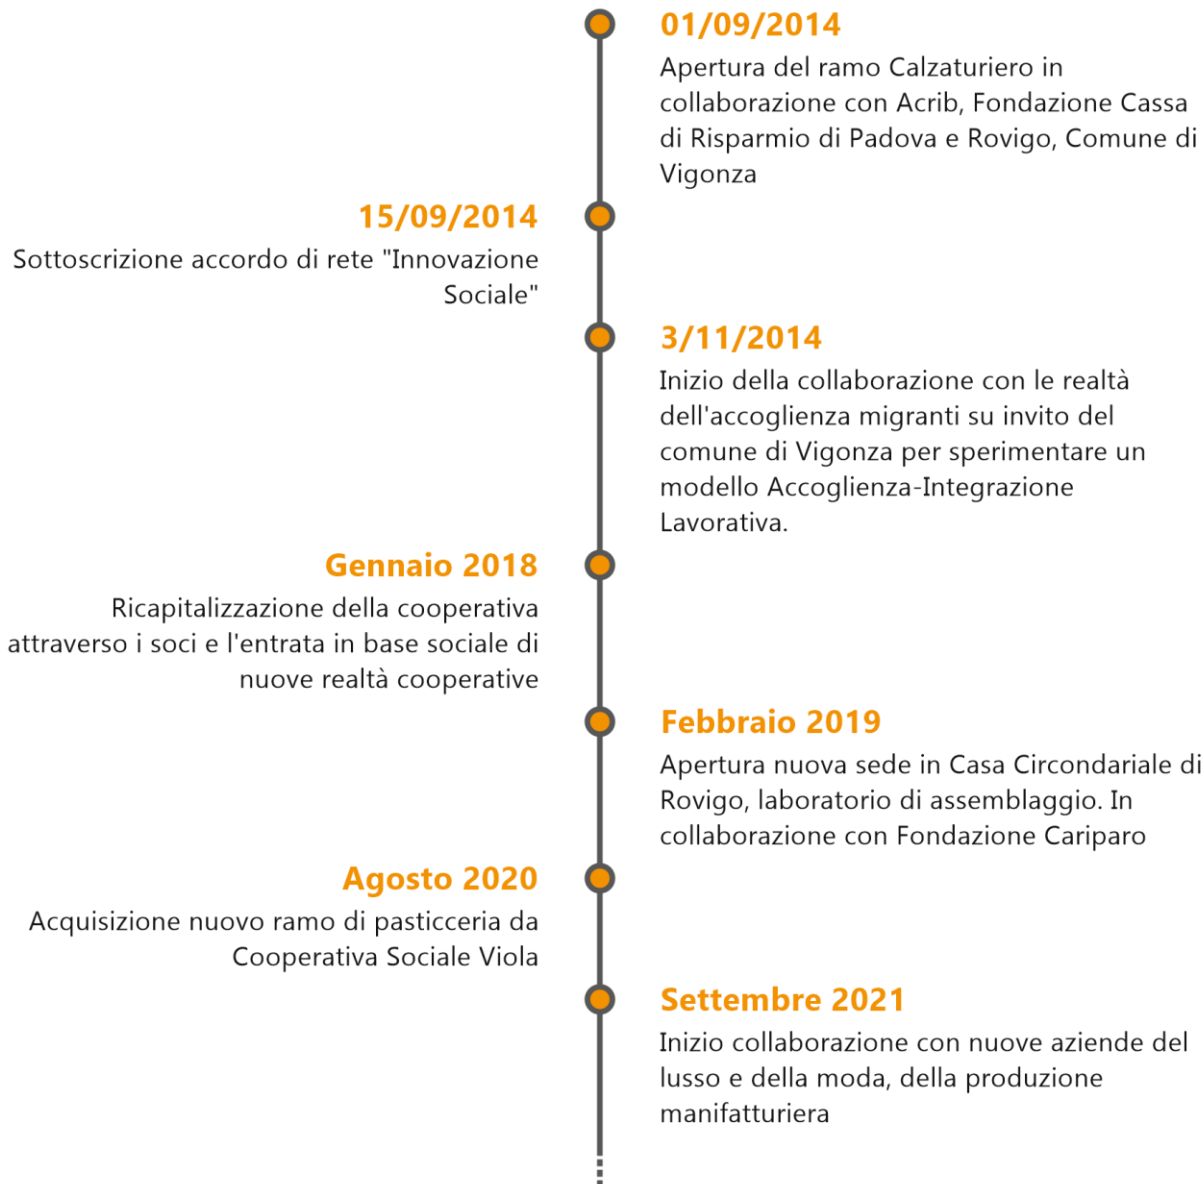 01/09/2014
Apertura del ramo Calzaturiero in
collaborazione con Acrib, Fondazione Cassa
di Risparmio di Padova e Rovigo, Comune di
Vigonza
15/09/2014
Sottoscrizione accordo di rete "Innovazione
Sociale"
3/11/2014
Inizio della collaborazione con le realtà
dell'accoglienza migranti su invito del
comune di Vigonza per sperimentare un
modello Accoglienza-Integrazione
Lavorativa.
Gennaio 2018
Ricapitalizzazione della cooperativa
attraverso i soci e l'entrata in base sociale di
nuove realtà cooperative
Febbraio 2019
Apertura nuova sede in Casa Circondariale di
Rovigo, laboratorio di assemblaggio. In
collaborazione con Fondazione Cariparo
Agosto 2020
Acquisizione nuovo ramo di pasticceria da
Cooperativa Sociale Viola
Settembre 2021
Inizio collaborazione con nuove aziende del
lusso e della moda, della produzione
manifatturiera